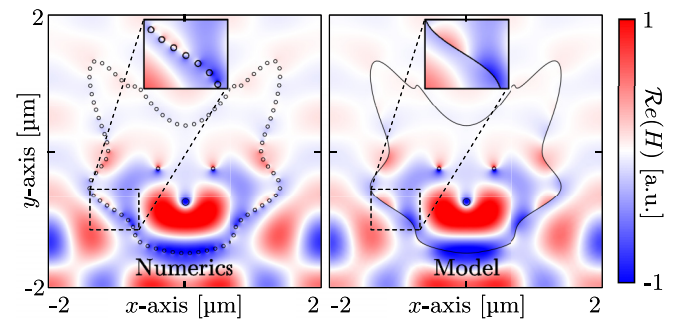 2
1
y-axis [µm]
Re(H) [a.u.]
Numerics
Model
-2
-1
-2
x-axis [µm]
2
-2
x-axis [µm]
2